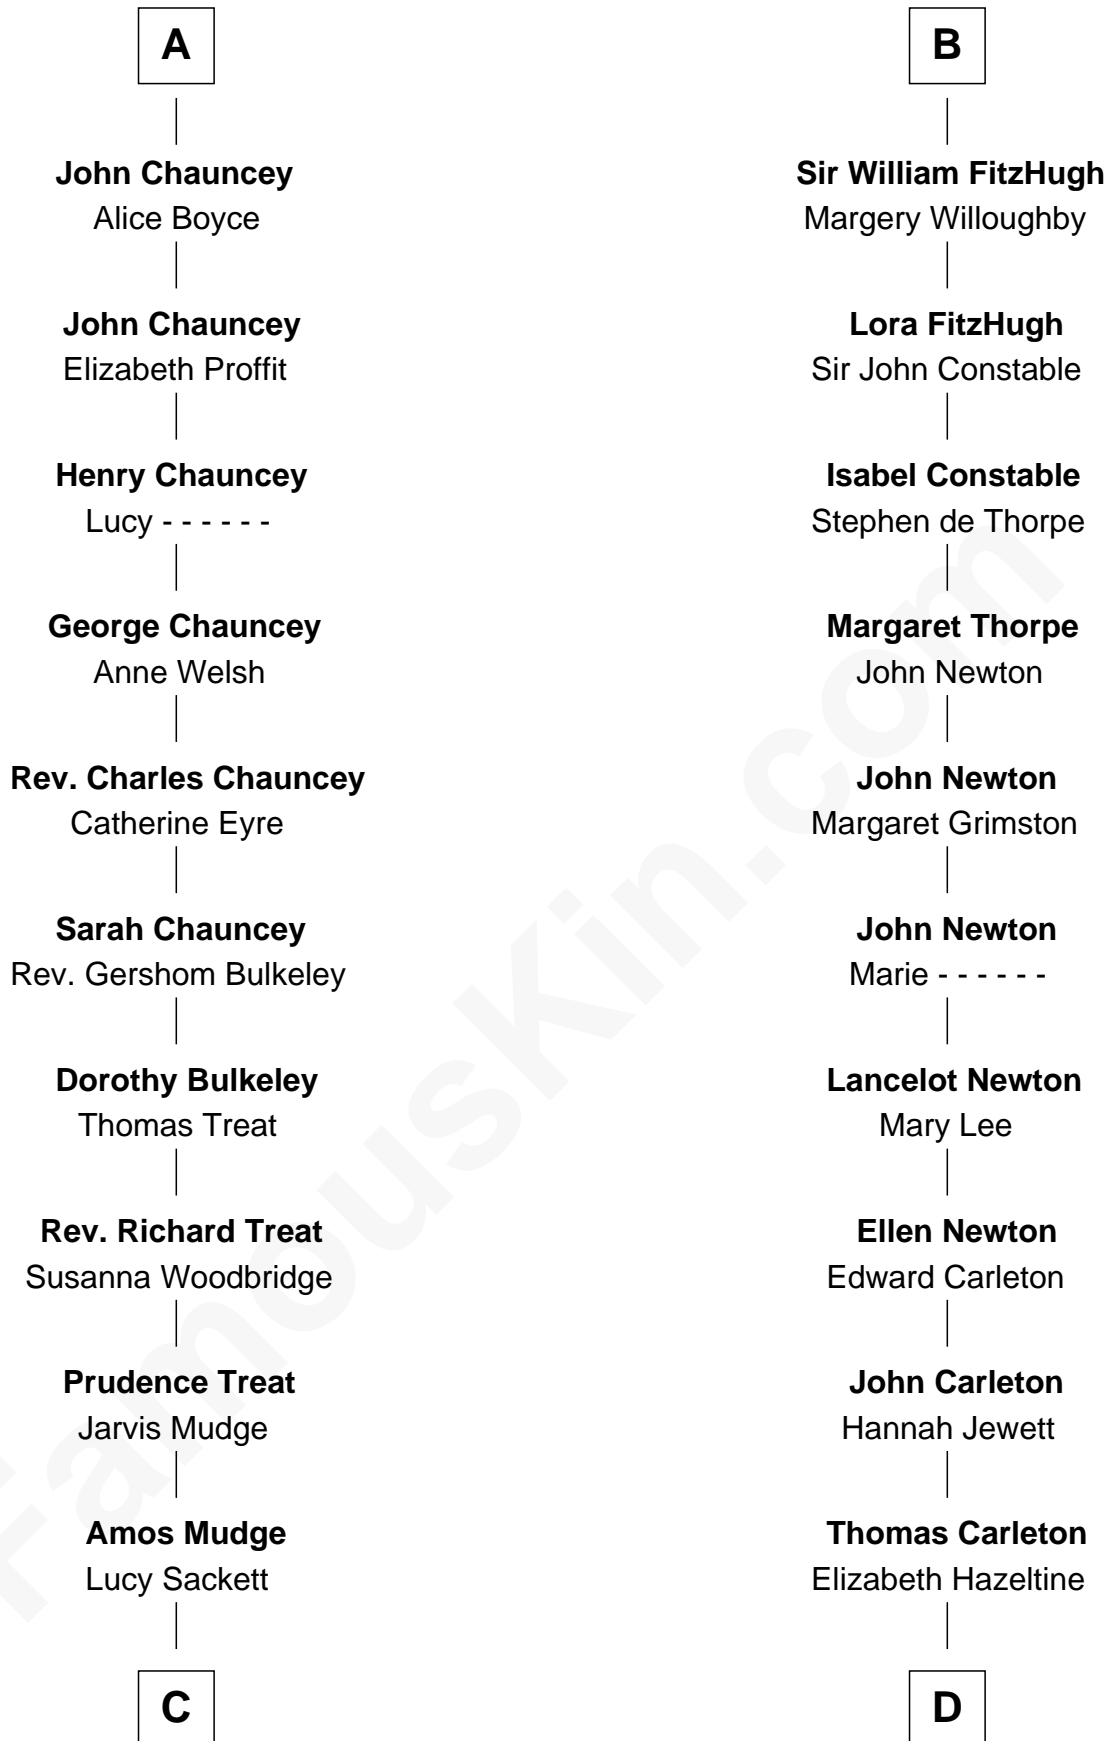 A
John Chauncey
Alice Boyce
John Chauncey
Elizabeth Proffit
Henry Chauncey
Lucy - - - - - -
George Chauncey
Anne Welsh
Rev. Charles Chauncey
Catherine Eyre
Sarah Chauncey
Rev. Gershom Bulkeley
Dorothy Bulkeley
Thomas Treat
Rev. Richard Treat
Susanna Woodbridge
Prudence Treat
Jarvis Mudge
Amos Mudge
Lucy Sackett
C
B
Sir William FitzHugh
Margery Willoughby
Lora FitzHugh
Sir John Constable
Isabel Constable
Stephen de Thorpe
Margaret Thorpe
John Newton
John Newton
Margaret Grimston
John Newton
Marie - - - - - -
Lancelot Newton
Mary Lee
Ellen Newton
Edward Carleton
John Carleton
Hannah Jewett
Thomas Carleton
Elizabeth Hazeltine
D
FamousKin.com